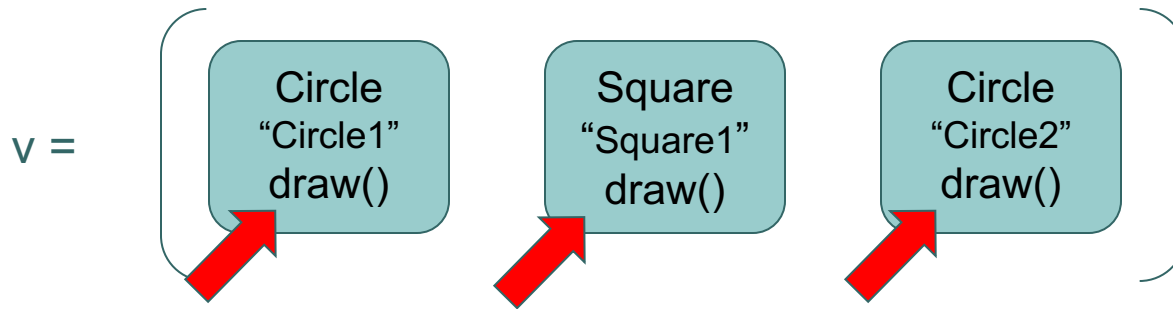 v =
Circle
“Circle1”
draw()
Square
“Square1”
draw()
Circle
“Circle2”
draw()